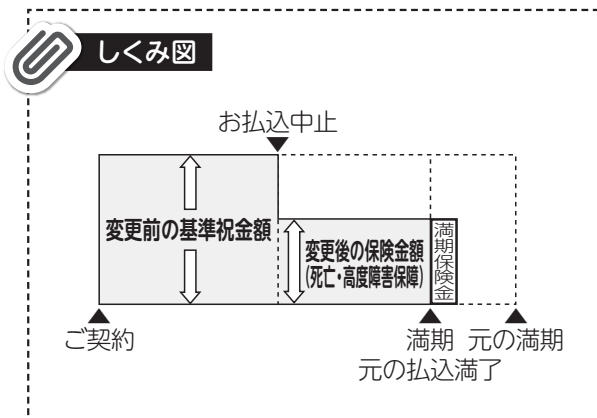 しくみ図
お払込中止
変更前の基準祝金額
変更後の保険金額
(死亡・高度障害保障)
満期保険金
ご契約
満期
元の満期
元の払込満了